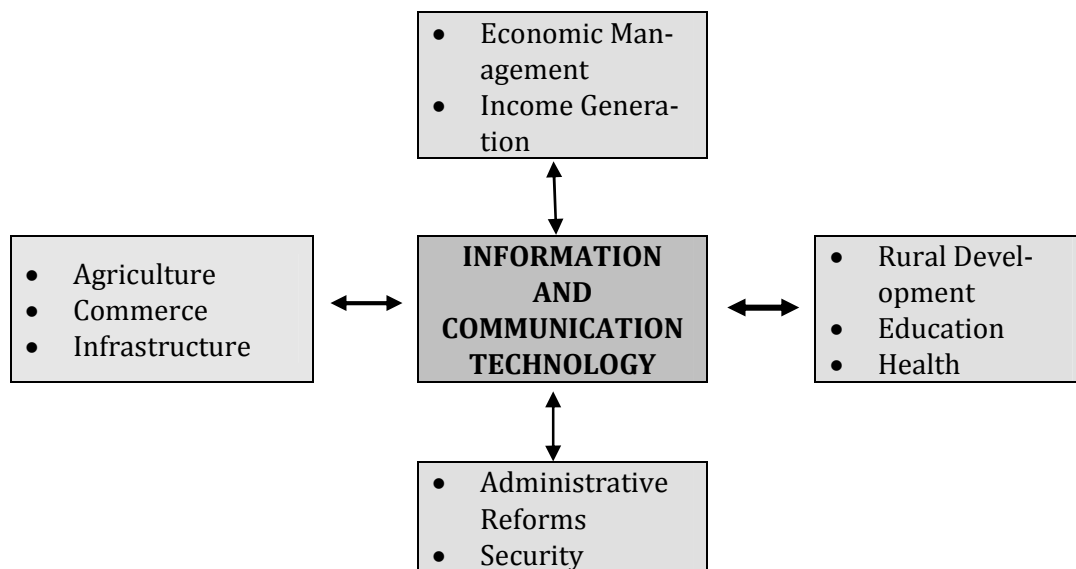 • Economic Man-
agement
• Income Genera-
tion
• Agriculture
• Commerce
• Infrastructure
INFORMATION
AND
COMMUNICATION
TECHNOLOGY
• Rural Devel-
opment
• Education
• Health
• Administrative
Reforms
• Security